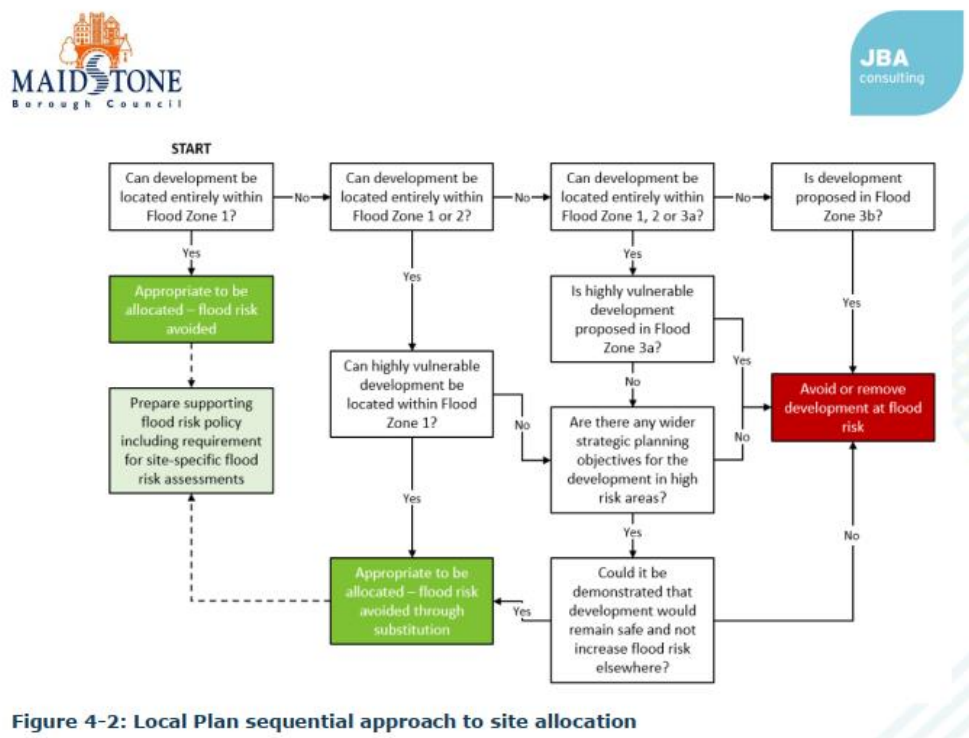 MAIDSTONE
Borough Council
JBA
consulting
START
Can development be
located entirely within
Flood Zone 1?
No
Can development be
located entirely within
Flood Zone 1 or 2?
No
Can development be
located entirely within
Flood Zone 1, 2 or 3a?
No
Is development
proposed in Flood
Zone 3b?
Yes
Appropriate to be
allocated – flood risk
avoided
Yes
Yes
Is highly vulnerable
development
proposed in Flood
Zone 3a?
Yes
Yes
Prepare supporting
flood risk policy
including requirement
for site-specific flood
risk assessments
Can highly vulnerable
development be
located within Flood
Zone 1?
No
No
Are there any wider
strategic planning
objectives for the
development in high
risk areas?
No
Avoid or remove
development at flood
risk
Yes
Yes
No
Appropriate to be
allocated – flood risk
avoided through
substitution
Yes
Could it be
demonstrated that
development would
remain safe and not
increase flood risk
elsewhere?
Figure 4-2: Local Plan sequential approach to site allocation